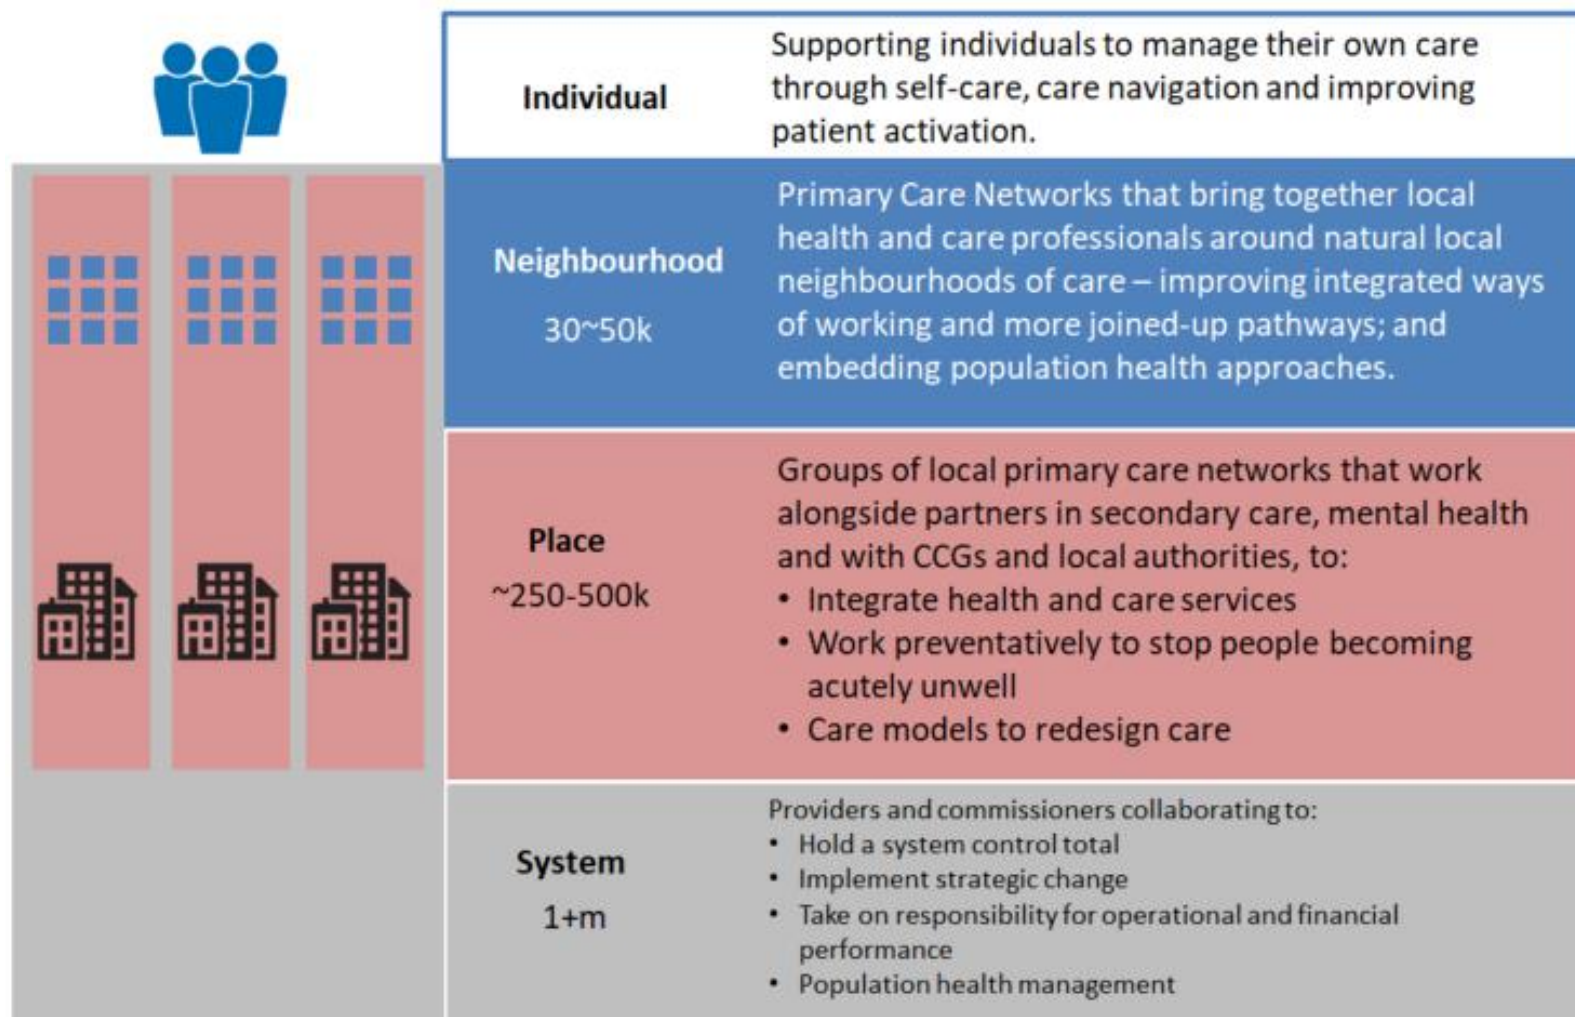 Individual
Supporting individuals to manage their own care
through self-care, care navigation and improving
patient activation.
Neighbourhood
30~50k
Primary Care Networks that bring together local
health and care professionals around natural local
neighbourhoods of care – improving integrated ways
of working and more joined-up pathways; and
embedding population health approaches.
Place
~250-500k
Groups of local primary care networks that work
alongside partners in secondary care, mental health
and with CCGs and local authorities, to:
• Integrate health and care services
• Work preventatively to stop people becoming
acutely unwell
• Care models to redesign care
System
1+m
Providers and commissioners collaborating to:
• Hold a system control total
• Implement strategic change
• Take on responsibility for operational and financial
performance
• Population health management